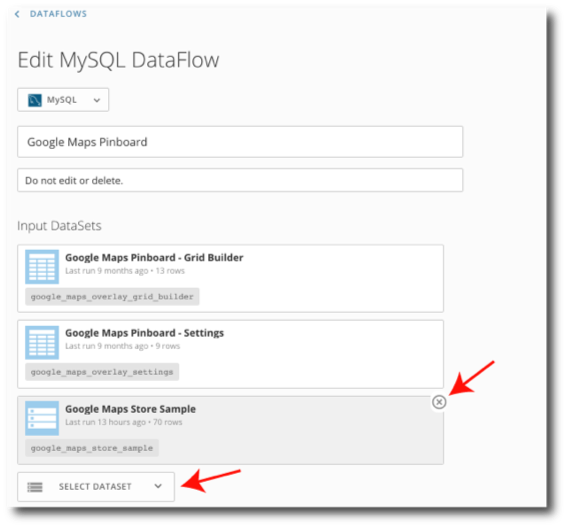 DATAFLOWS
Edit MySQL DataFlow
MySQL
Google Maps Pinboard
Do not edit or delete.
Input DataSets
Google Maps Pinboard - Grid Builder
Last run 9 months ago • 13 rows
google_maps_overlay_grid_builder
Google Maps Pinboard - Settings
Last run 9 months ago • 9 rows
google_maps_overlay_settings
Google Maps Store Sample
Last run 13 hours ago • 70 rows
google_maps_store_sample
SELECT DATASET